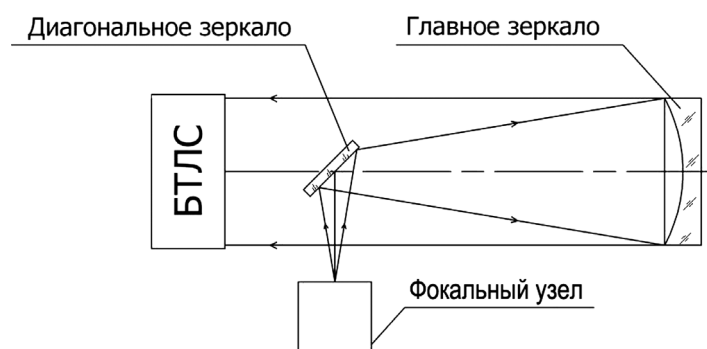 Диагональное зеркало
Главное зеркало
БТЛС
Фокальный узел